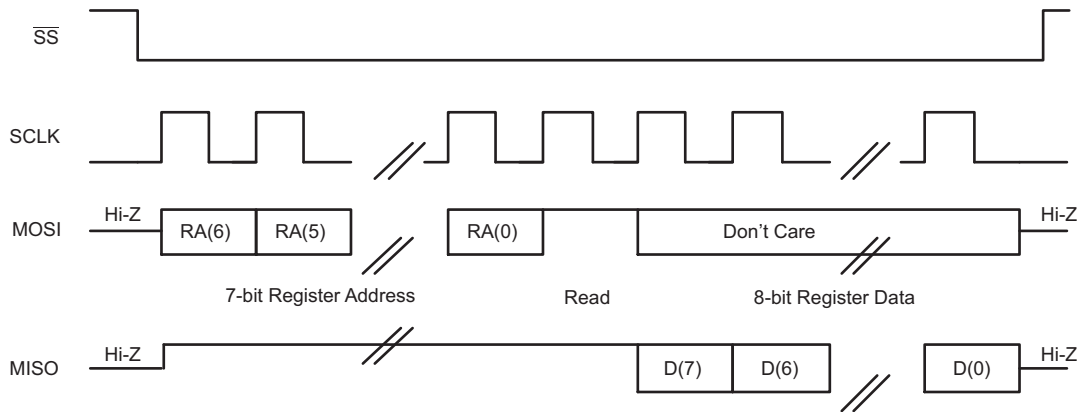 SS
SCLK
MOSI
Hi-Z
RA(6)
RA(5)
RA(0)
Don't Care
Hi-Z
7-bit Register Address
Read
8-bit Register Data
MISO
Hi-Z
D(7)
D(6)
D(0)
Hi-Z